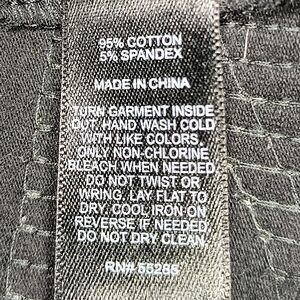 95% COTTON
5% SPANDEX
MADE IN CHINA
TURN GARMENT INSIDE
OUT HAND WASH COLD
WITH LIKE COLORS,
ONLY NON-CHLORINE
BLEACH WHEN NEEDED
DO NOT TWIST OR
WRING. LAY FLAT TO
DRY. COOL IRON ON
REVERSE IF NEEDED
DO NOT DRY CLEAN.
RN# 55285